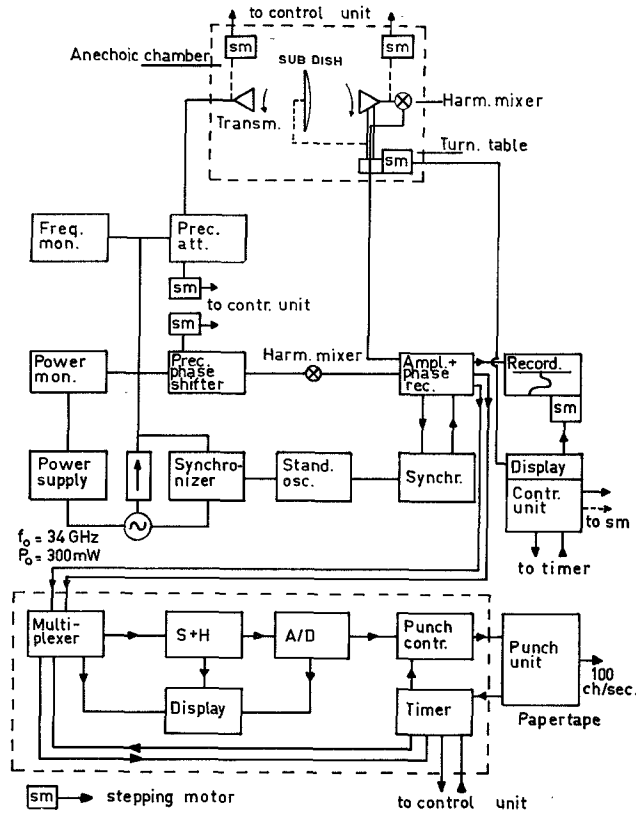 to control unit
sm
sm
Anechoic chamber
SUB DISH
Transm.
Harm. mixer
Turn. table
sm
Freq. mon.
Prec. att.
sm
to contr. unit
sm
Power mon.
Prec. phase shifter
Harm. mixer
Ampl.+ phase rec.
Record.
sm
Power supply
Synchro-
nizer
Stand. osc.
Synchr.
Display
Contr. unit
to sm
to timer
f₀ = 34 GHz
P₀ = 300mW
Multi-
plexer
S+H
A/D
Punch contr.
Punch unit
100 ch/sec.
Display
Timer
Papertape
sm stepping motor
to control unit